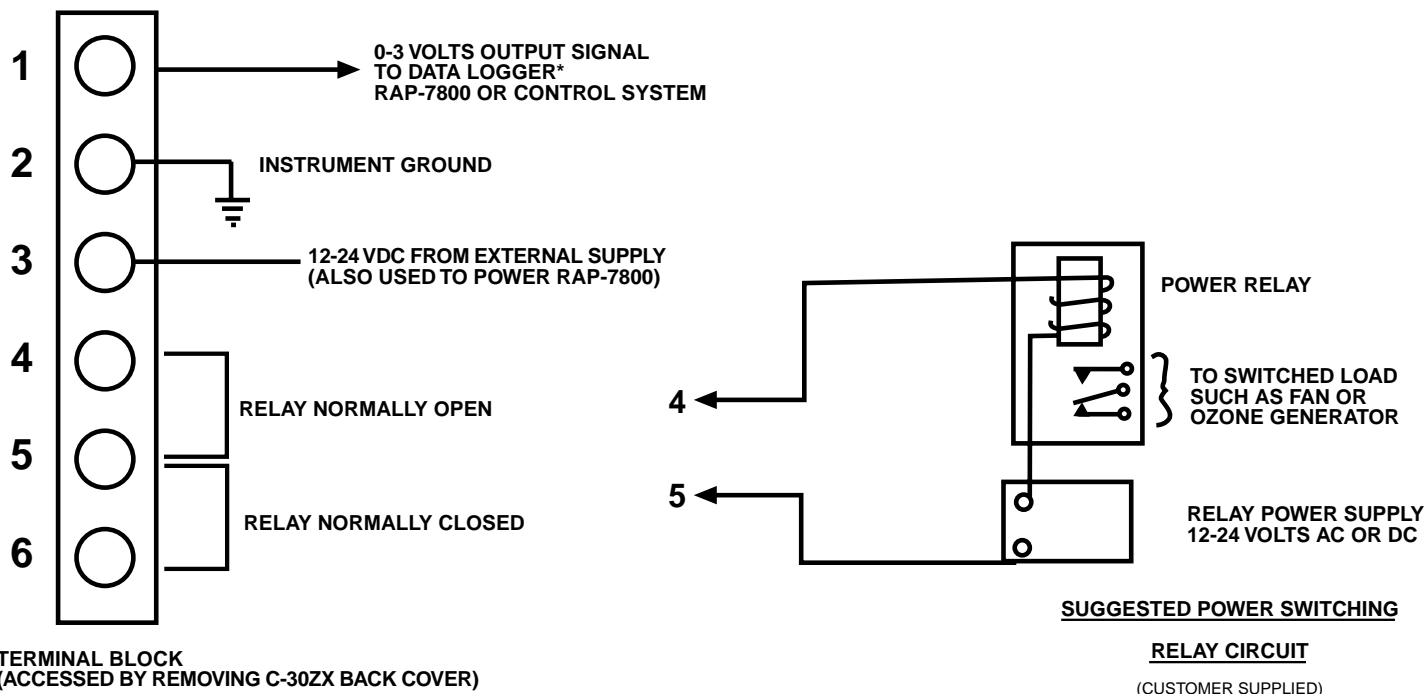 1
0-3 VOLTS OUTPUT SIGNAL
TO DATA LOGGER*
RAP-7800 OR CONTROL SYSTEM
2
INSTRUMENT GROUND
3
12-24 VDC FROM EXTERNAL SUPPLY
(ALSO USED TO POWER RAP-7800)
4
RELAY NORMALLY OPEN
5
RELAY NORMALLY CLOSED
6
TERMINAL BLOCK
(ACCESSED BY REMOVING C-30ZX BACK COVER)
POWER RELAY
4
TO SWITCHED LOAD
SUCH AS FAN OR
OZONE GENERATOR
5
RELAY POWER SUPPLY
12-24 VOLTS AC OR DC
SUGGESTED POWER SWITCHING
RELAY CIRCUIT
(CUSTOMER SUPPLIED)